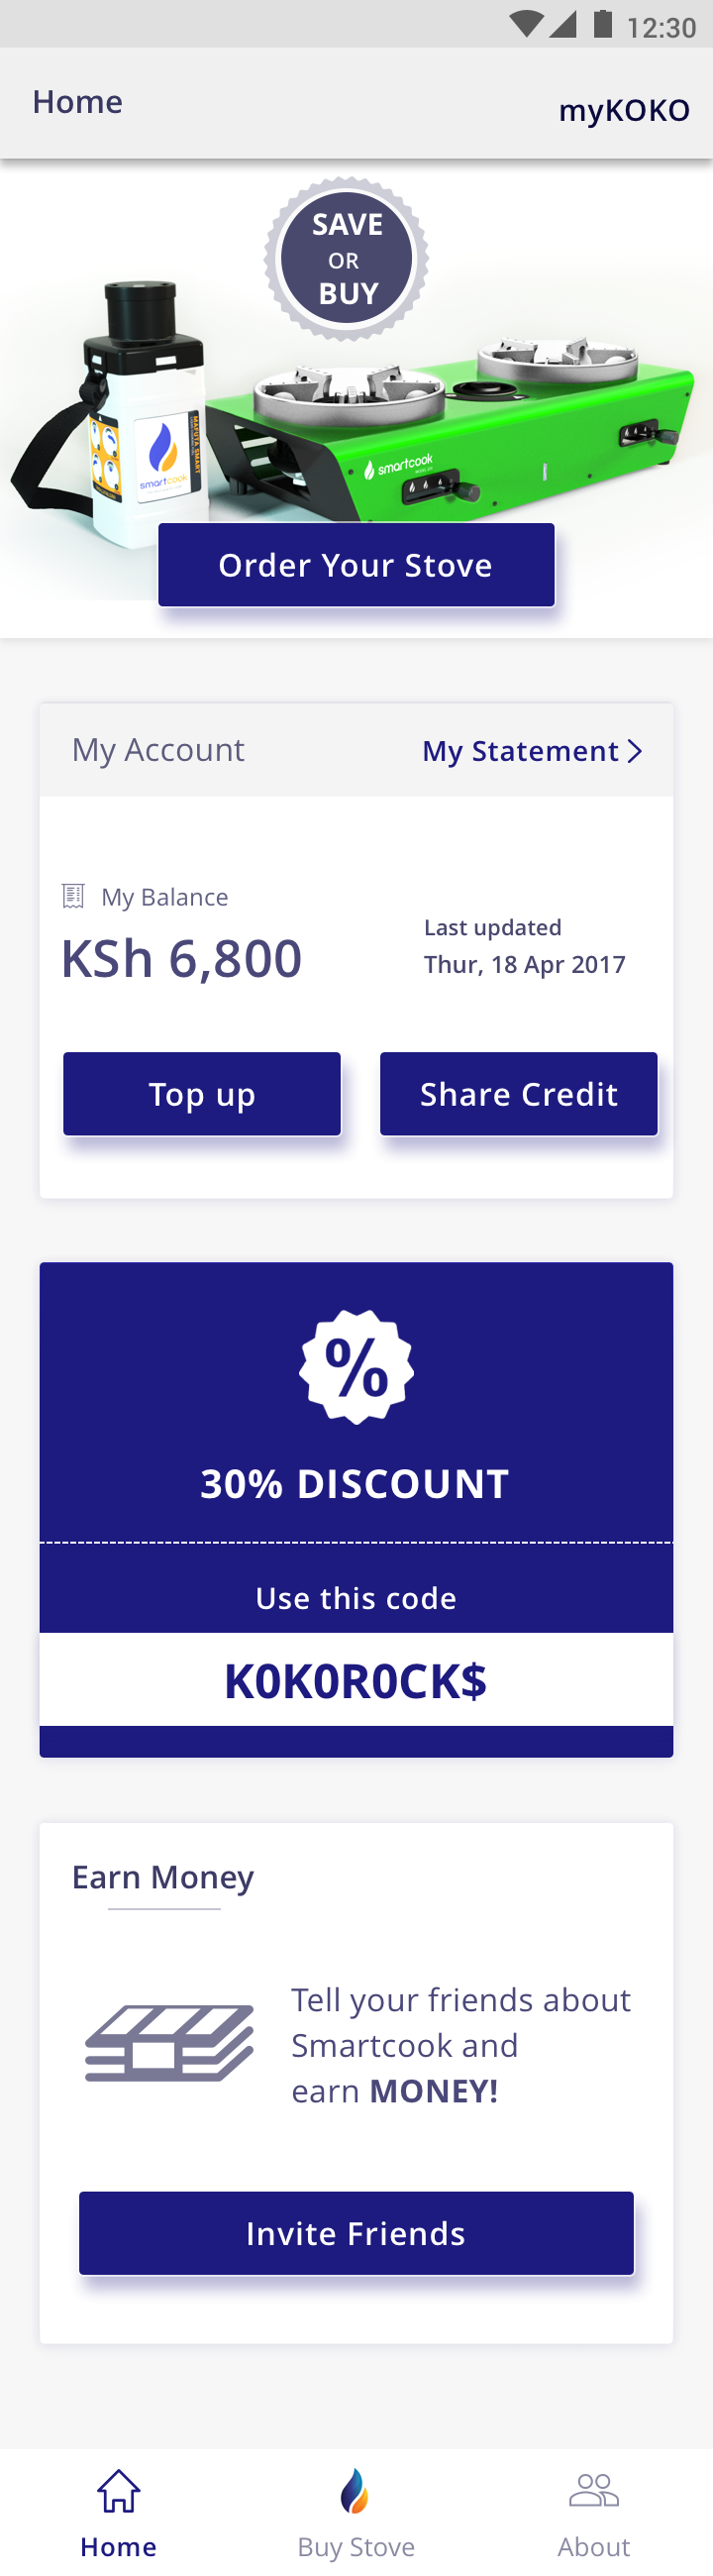 12:30
Home
myKOKO
SAVE
OR
BUY
MAFUTA SMART
smartcook
smartcook
Order Your Stove
My Account
My Statement
My Balance
KSh 6,800
Last updated
Thur, 18 Apr 2017
Top up
Share Credit
%
30% DISCOUNT
Use this code
K0K0R0CK$
Earn Money
Tell your friends about
Smartcook and
earn MONEY!
Invite Friends
Home
Buy Stove
About